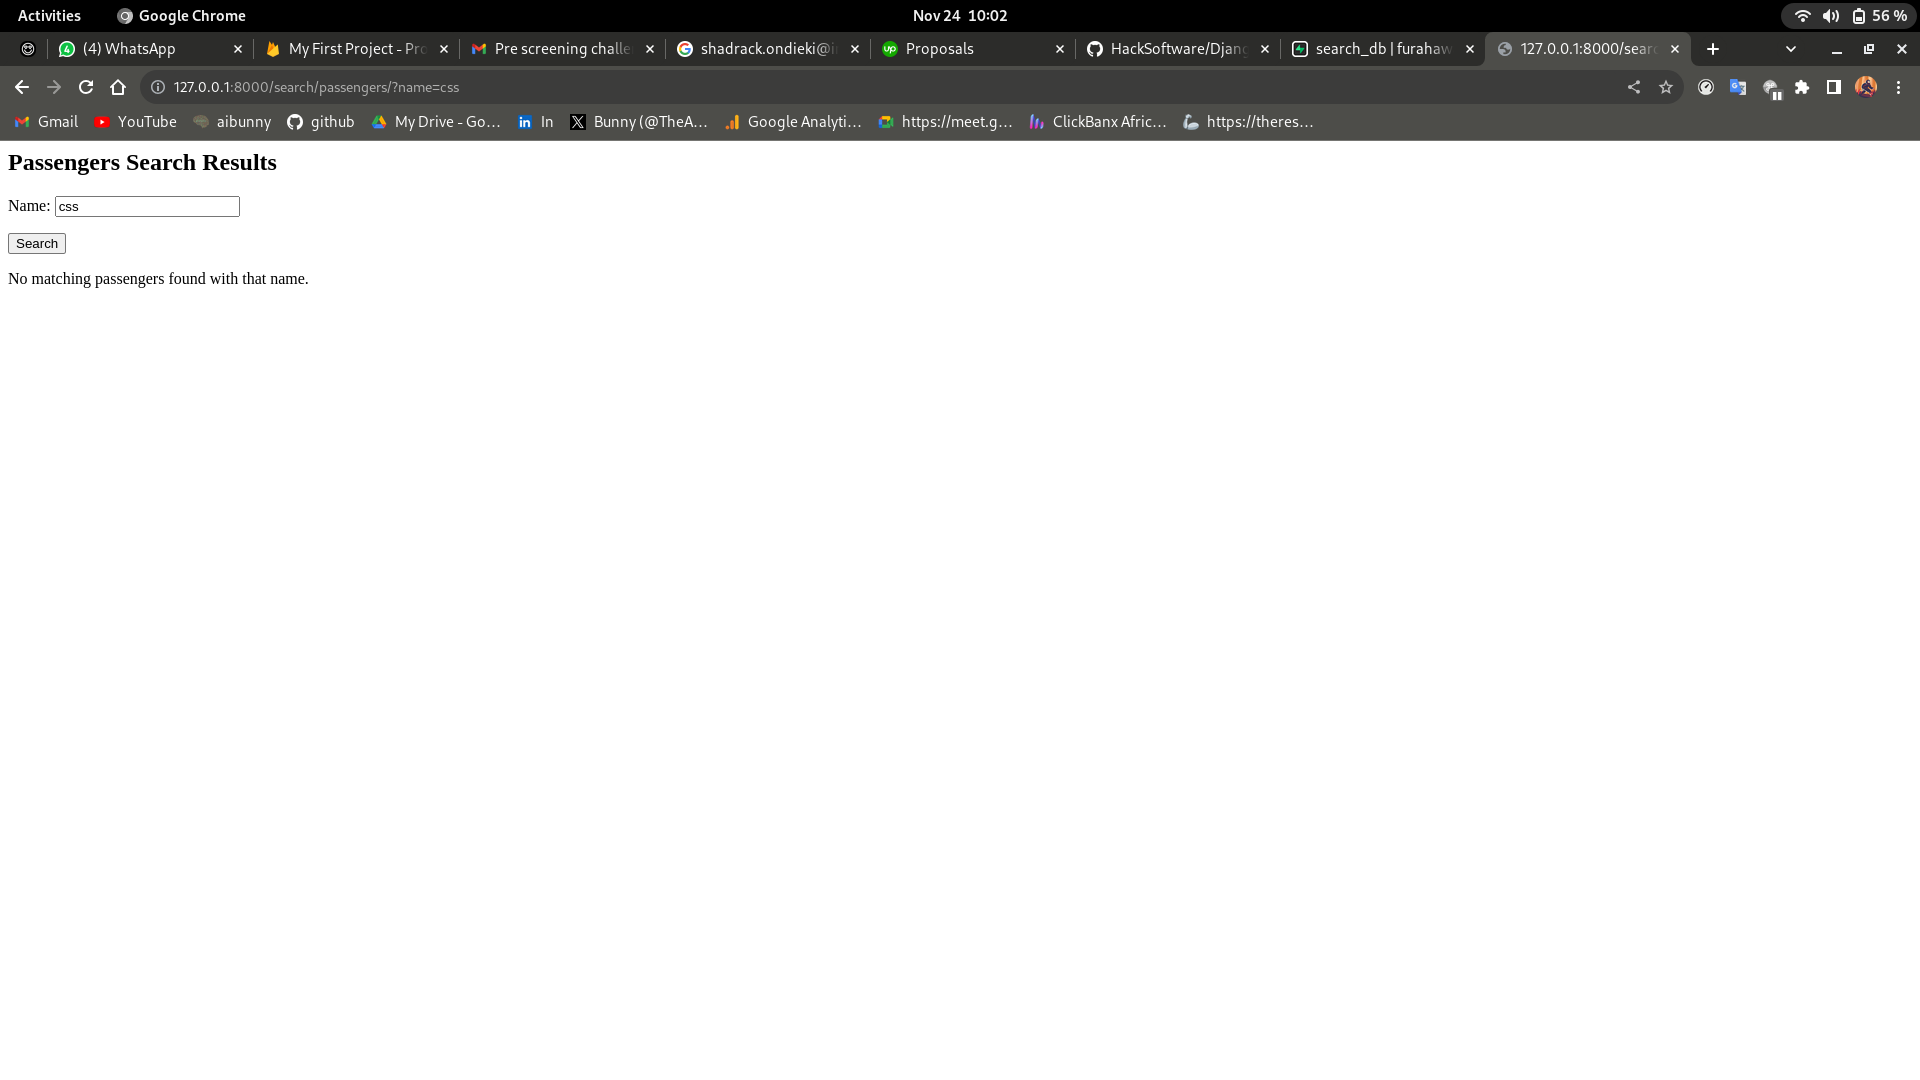 Activities
Google Chrome
Nov 24 10:02
56 %
(4) WhatsApp
My First Project - Pro
Pre screening challe
shadrack.ondieki@i
Proposals
HackSoftware/Djang
search_db | furahaw
127.0.0.1:8000/searc
127.0.0.1:8000/search/passengers/?name=css
Gmail
YouTube
aibunny
github
My Drive - Go...
In
Bunny (@TheA...
Google Analyti...
https://meet.g...
ClickBanx Afric...
https://theres...
Passengers Search Results
Name: css
Search
No matching passengers found with that name.